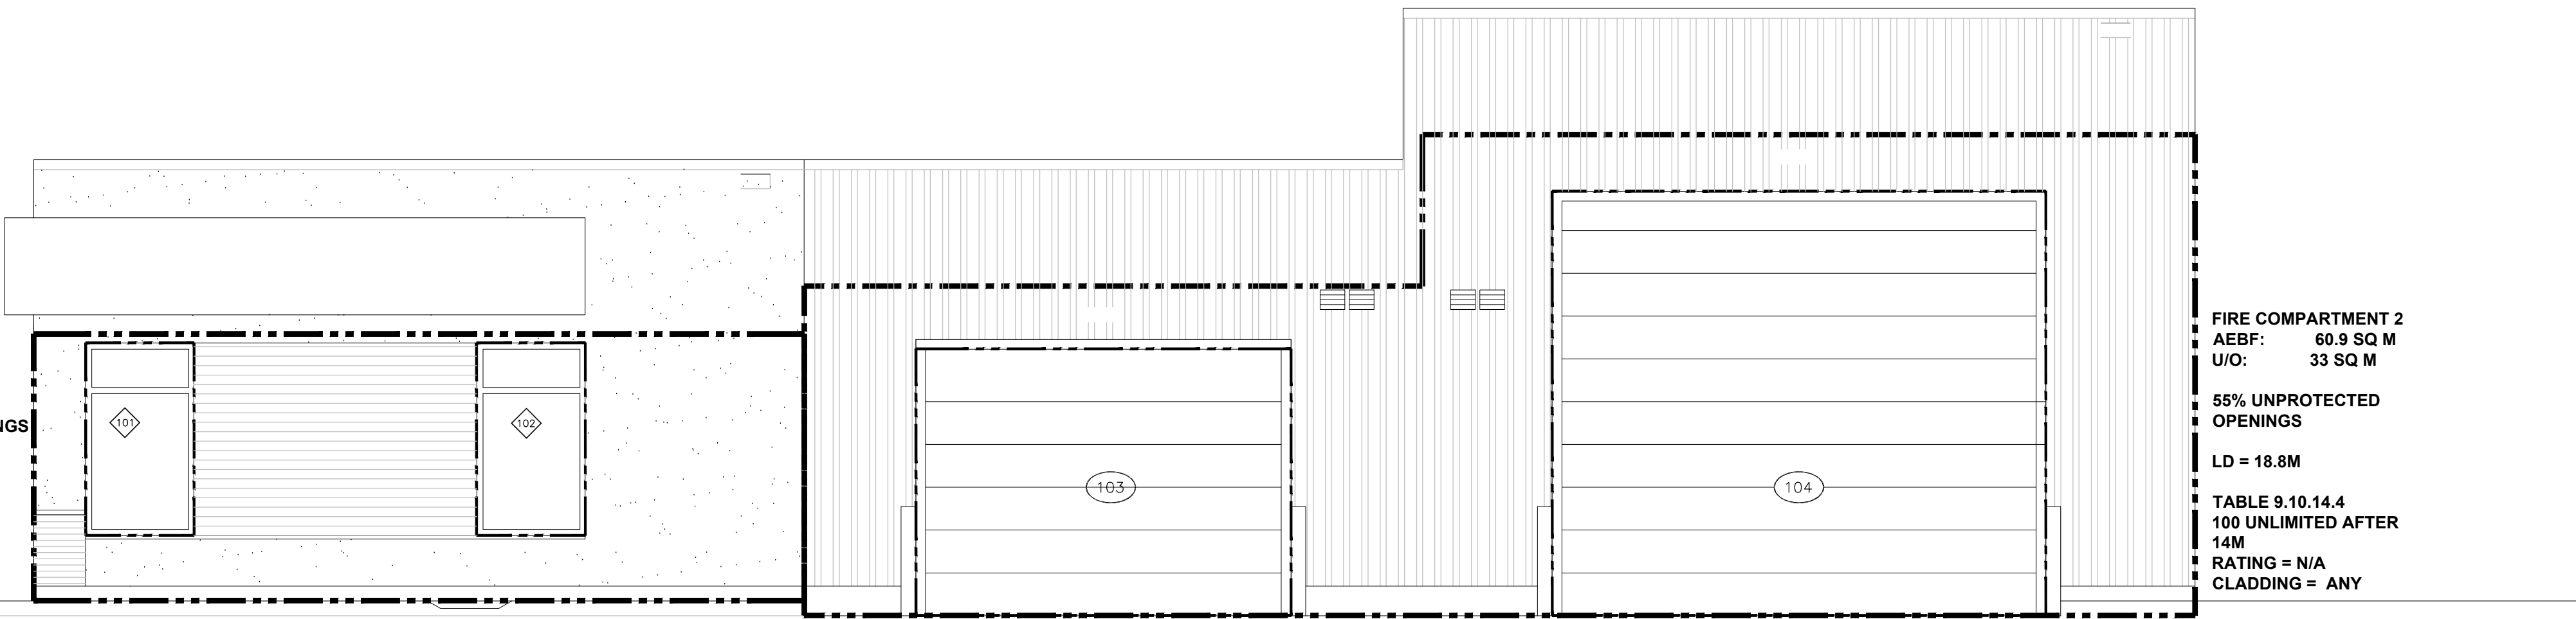 NGS
101
102
103
104
FIRE COMPARTMENT 2
AEBF: 60.9 SQ M
U/O: 33 SQ M
55% UNPROTECTED
OPENINGS
LD = 18.8M
TABLE 9.10.14.4
100 UNLIMITED AFTER
14M
RATING = N/A
CLADDING = ANY